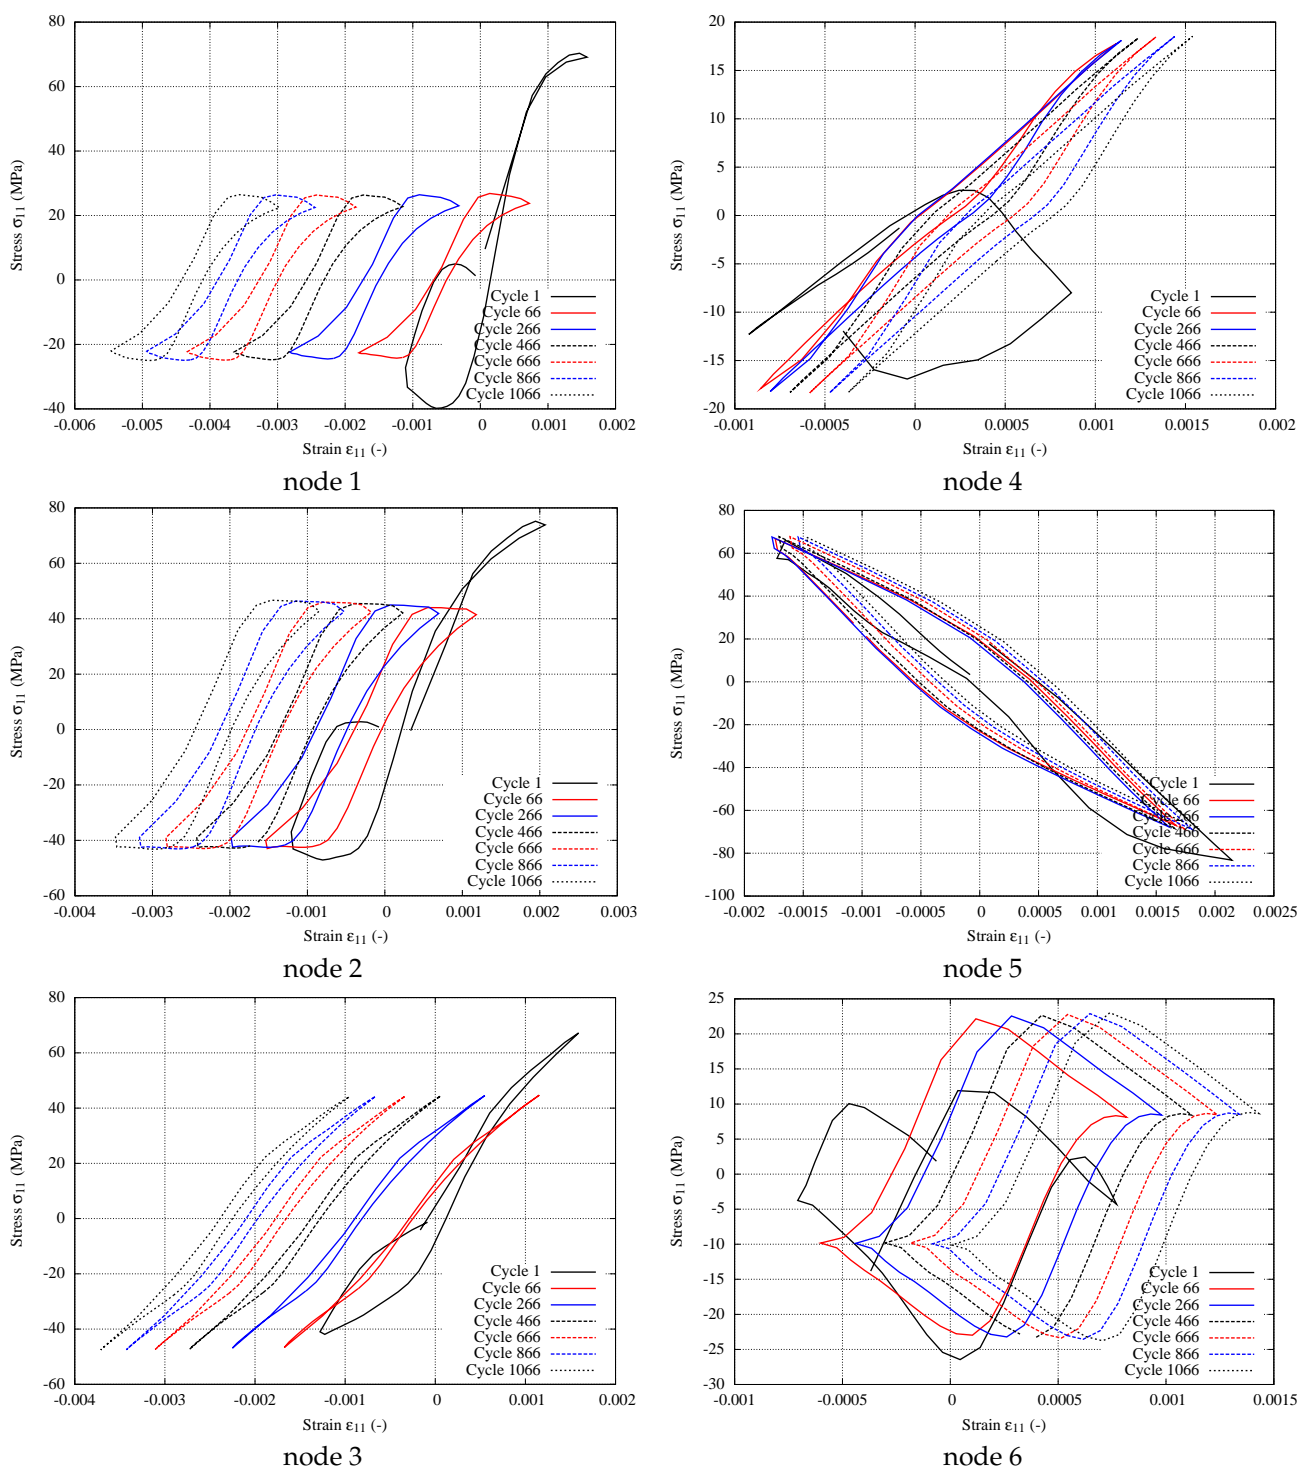 80
60
40
20
0
-20
-40
-0.006 -0.005 -0.004 -0.003 -0.002 -0.001 0 0.001 0.002
Stress σ11 (MPa)
Strain ε11 (-)
Cycle 1
Cycle 66
Cycle 266
Cycle 466
Cycle 666
Cycle 866
Cycle 1066
node 1
20
15
10
5
0
-5
-10
-15
-20
-0.001 -0.0005 0 0.0005 0.001 0.0015 0.002
Stress σ11 (MPa)
Strain ε11 (-)
Cycle 1
Cycle 66
Cycle 266
Cycle 466
Cycle 666
Cycle 866
Cycle 1066
node 4
80
60
40
20
0
-20
-40
-60
-0.004 -0.003 -0.002 -0.001 0 0.001 0.002 0.003
Stress σ11 (MPa)
Strain ε11 (-)
Cycle 1
Cycle 66
Cycle 266
Cycle 466
Cycle 666
Cycle 866
Cycle 1066
node 2
80
60
40
20
0
-20
-40
-60
-80
-100
-0.002 -0.0015 -0.001 -0.0005 0 0.0005 0.001 0.0015 0.002 0.0025
Stress σ11 (MPa)
Strain ε11 (-)
Cycle 1
Cycle 66
Cycle 266
Cycle 466
Cycle 666
Cycle 866
Cycle 1066
node 5
80
60
40
20
0
-20
-40
-60
-0.004 -0.003 -0.002 -0.001 0 0.001 0.002
Stress σ11 (MPa)
Strain ε11 (-)
Cycle 1
Cycle 66
Cycle 266
Cycle 466
Cycle 666
Cycle 866
Cycle 1066
node 3
25
20
15
10
5
0
-5
-10
-15
-20
-25
-30
-0.001 -0.0005 0 0.0005 0.001 0.0015
Stress σ11 (MPa)
Strain ε11 (-)
Cycle 1
Cycle 66
Cycle 266
Cycle 466
Cycle 666
Cycle 866
Cycle 1066
node 6